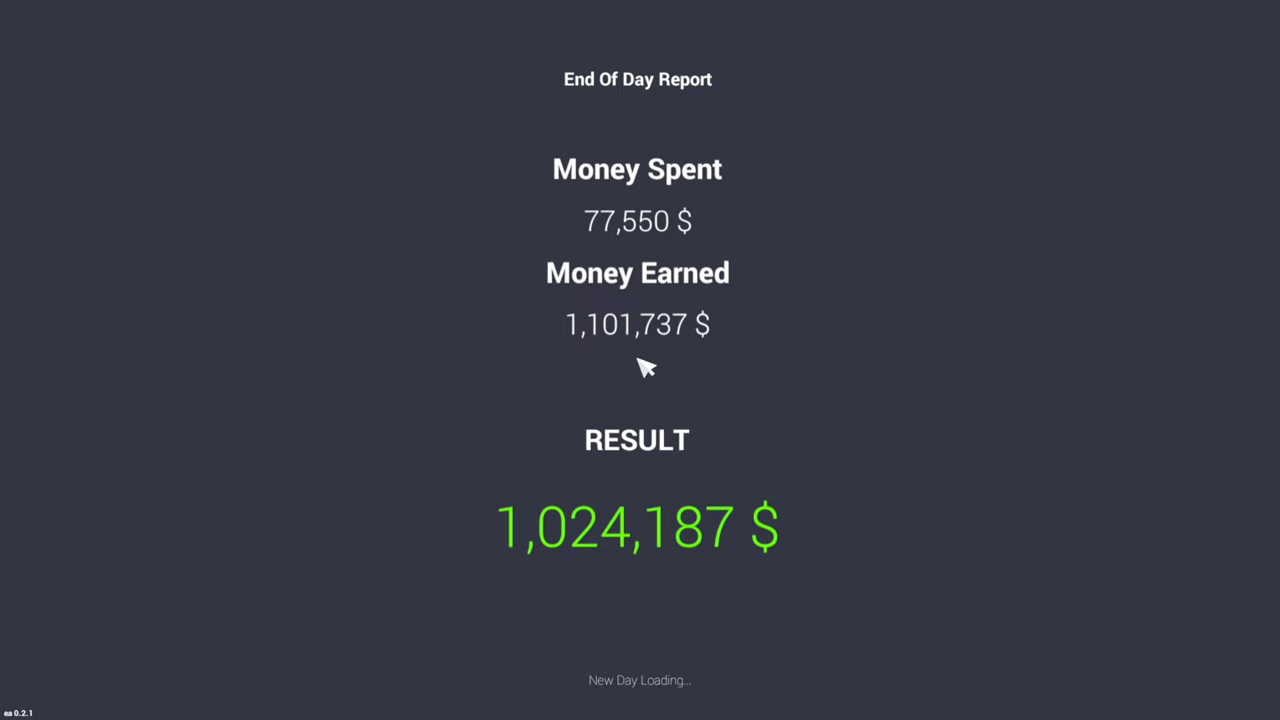 End Of Day Report
Money Spent
77,550 $
Money Earned
1,101,737 $
RESULT
1,024,187 $
New Day Loading...
ea 0.2.1